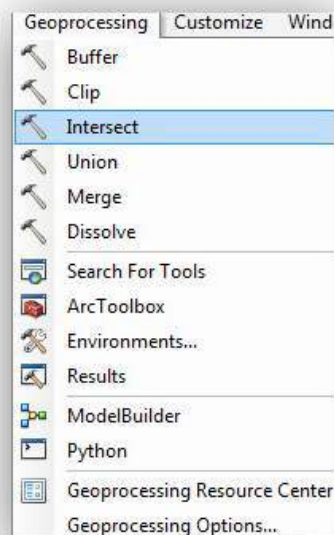 Geoprocessing Customize Wind
Buffer
Clip
Intersect
Union
Merge
Dissolve
Search For Tools
ArcToolbox
Environments...
Results
ModelBuilder
Python
Geoprocessing Resource Center
Geoprocessing Options...